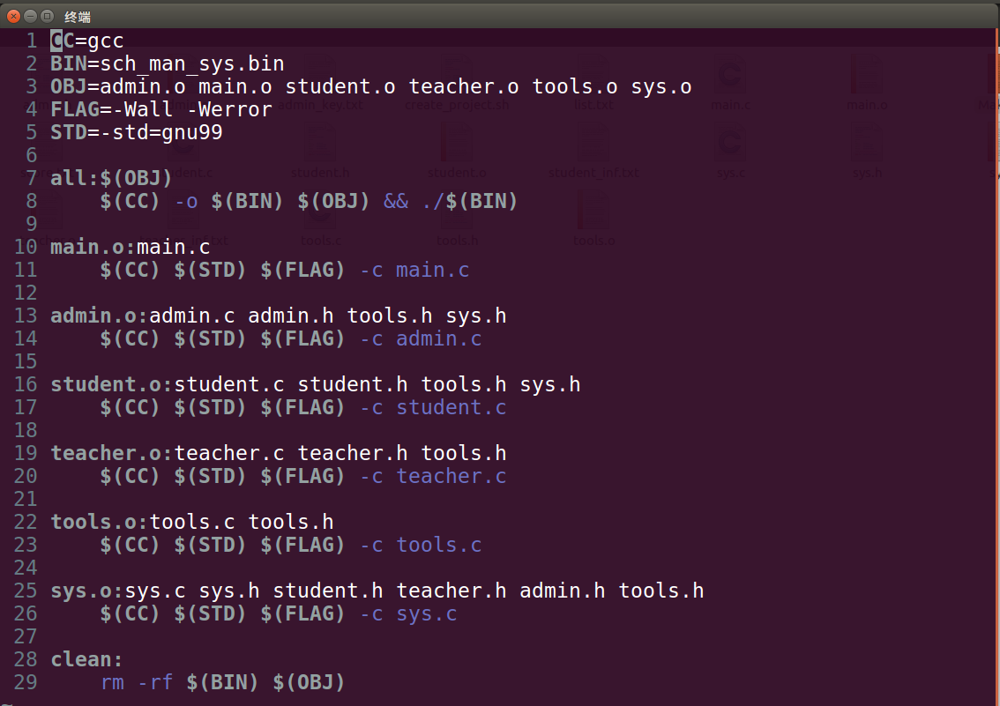 终端
1 CC=gcc
2 BIN=sch_man_sys.bin
3 OBJ=admin.o main.o student.o teacher.o tools.o sys.o
4 FLAG=-Wall -Werror
5 STD=-std=gnu99
6
7 all:$(OBJ)
8     $(CC) -o $(BIN) $(OBJ) && ./$(BIN)
9
10 main.o:main.c
11     $(CC) $(STD) $(FLAG) -c main.c
12
13 admin.o:admin.c admin.h tools.h sys.h
14     $(CC) $(STD) $(FLAG) -c admin.c
15
16 student.o:student.c student.h tools.h sys.h
17     $(CC) $(STD) $(FLAG) -c student.c
18
19 teacher.o:teacher.c teacher.h tools.h
20     $(CC) $(STD) $(FLAG) -c teacher.c
21
22 tools.o:tools.c tools.h
23     $(CC) $(STD) $(FLAG) -c tools.c
24
25 sys.o:sys.c sys.h student.h teacher.h admin.h tools.h
26     $(CC) $(STD) $(FLAG) -c sys.c
27
28 clean:
29     rm -rf $(BIN) $(OBJ)
~